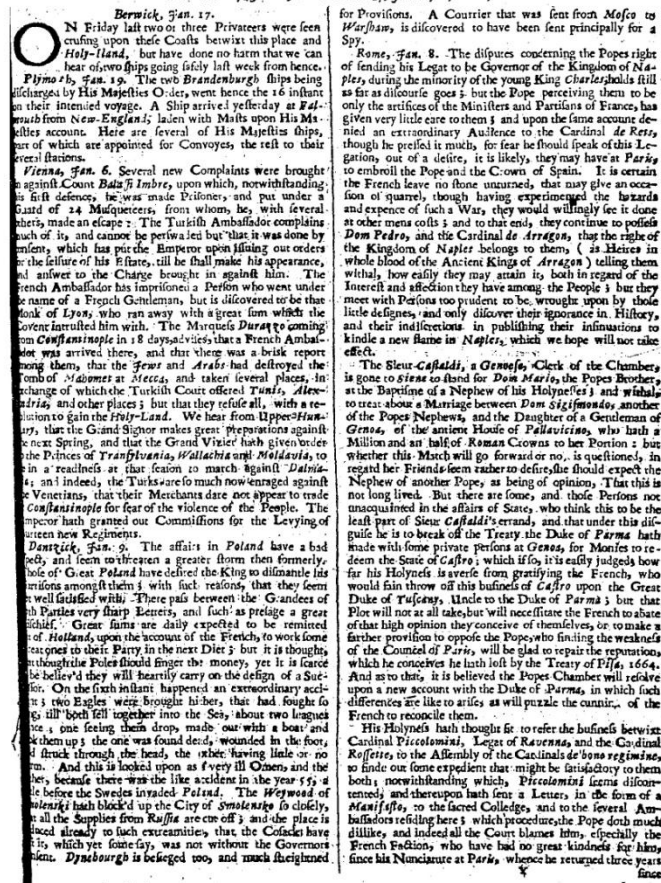 Berwick, Jan. 17.
ON Friday last two or three Privateers were seen
crusing upon these Coasts betwixt this place and
Holy-Iland, but have done no harm that we can
hear of, two ships going safely last week from hence.
Plymouth, Jan. 19. The two Brandenburgh ships being
discharged by His Majesties Order, went hence the 16 instant
on their intended voyage. A Ship arrived yesterday at Fal-
mouth from New-England, laden with Masts upon His Ma-
jesties account. Here are several of His Majesties ships,
part of which are appointed for Convoyes, the rest to their
several stations.
Vienna, Jan. 6. Several new Complaints were brought
in against Count Balassi Imbre, upon which, notwithstanding
his first defence, he was made Prisoner, and put under a
Guard of 24 Musqueteers, from whom, he, with several
others, made an escape: The Turkish Ambassador complains
much of it, and cannot be perswaded but that it was done by
consent, which has put the Emperor upon issuing out orders
for the seisure of his Estate, till he shall make his appearance,
and answer to the Charge brought in against him. The
French Ambassador has imprisoned a Person who went under
the name of a French Gentleman, but is discovered to be that
Monk of Lyon, who ran away with a great sum which the
Covent intrusted him with. The Marquess Durazzo coming
from Constantinople in 18 days, advises, that a French Ambas-
sador was arrived there, and that there was a brisk report
among them, that the Jews and Arabs had destroyed the
Tomb of Mahomet at Mecca, and taken several places, in
exchange of which the Turkish Court offered Tunis, Alex-
andria, and other places; but that they refuse all, with a re-
solution to gain the Holy-Land. We hear from Upper-Hun-
gary, that the Grand Signor makes great preparations against
the next Spring, and that the Grand Vizier hath given order
to the Princes of Transylvania, Wallachia and Moldavia, to
be in a readiness at that season to march against Dalma-
tia; and indeed, the Turks are so much now enraged against
the Venetians, that their Merchants dare not appear to trade
at Constantinople for fear of the violence of the People. The
Emperor hath granted out Commissions for the Levying of
fourteen new Regiments.
Dantzick, Jan. 9. The affairs in Poland have a bad
aspect, and seem to threaten a greater storm then formerly.
Those of Great Poland have desired the King to dismantle his
Garrisons amongst them; with such reasons, that they seem
not well satisfied with. There pass between the Grandees of
both Parties very sharp Letters, and such as presage a great
mischief. Great sums are daily expected to be remitted
out of Holland, upon the account of the French, to work some
great ones to their Party in the next Diet; but it is thought,
that though the Poles should finger the money, yet it is scarce
to be believ'd they will heartily carry on the design of a Suc-
cessor. On the sixth instant happened an extraordinary acci-
dent; two Eagles were brought hither, that had fought so
long, till both fell together into the Sea, about two leagues
hence; one seeing them drop, made out with a boat and
took them up; the one was found dead, wounded in the foot,
and struck through the head, the other having little or no
harm. And this is looked upon as a very ill Omen, and the
rather, because there was the like accident in the year 55, a
little before the Swedes invaded Poland. The Weywod of
Smolenski hath block'd up the City of Smolensko so closely,
that all the Supplies from Russia are cut off; and the place is
reduced already to such extreamities, that the Cosacks have
left it, which yet some say, was not without the Governors
consent. Dynebourgh is besieged too, and much streightned
for Provisions. A Courrier that was sent from Mosco to
Warshaw, is discovered to have been sent principally for a
Spy.
Rome, Jan. 8. The disputes concerning the Popes right
of sending his Legat to be Governor of the Kingdom of Na-
ples, during the minority of the young King Charles, holds still
as far as discourse goes; but the Pope perceiving them to be
only the artifices of the Ministers and Partisans of France, has
given very little eare to them; and upon the same account de-
nied an extraordinary Audience to the Cardinal de Rets,
though he pressed it much, for fear he should speak of this Le-
gation, out of a desire, it is likely, they may have at Paris,
to embroil the Pope and the Crown of Spain. It is certain
the French leave no stone unturned, that may give an occa-
sion of quarrel, though having experimented the hazards
and expence of such a War, they would willingly see it done
at other mens costs; and to that end, they continue to possess
Dom Pedro, and the Cardinal de Arragon, that the right of
the Kingdom of Naples belongs to them, (as Heires in
whole blood of the Ancient Kings of Arragon) telling them
withal, how easily they may attain it, both in regard of the
Interest and affection they have among the People; but they
meet with Persons too prudent to be wrought upon by those
little designes, and only discover their ignorance in History,
and their indiscretions in publishing their insinuations to
kindle a new flame in Naples, which we hope will not take
effect.
The Sieur Castaldi, a Genoese, Clerk of the Chamber,
is gone to Siene to stand for Dom Mario, the Popes Brother,
at the Baptisme of a Nephew of his Holynesses; and withal,
to treat about a Marriage between Dom Sigismondos another
of the Popes Nephews, and the Daughter of a Gentleman of
Genoa, of the antient House of Pallavicino, who hath a
Million and an half of Roman Crowns to her Portion: but
whether this Match will go forward or no, is questioned, in
regard her Friends seem rather to desire, she should expect the
Nephew of another Pope, as being of opinion, That this is
not long lived. But there are some, and those Persons not
unacquinted in the affairs of State, who think this to be the
least part of Sieur Castaldi's errand, and that under this dis-
guise he is to break off the Treaty the Duke of Parma hath
made with some private persons at Genoa, for Monies to re-
deem the State of Castro; which if so, it is easily judged, how
far his Holyness is averse from gratifying the French, who
would fain throw off this business of Castro upon the Great
Duke of Tuscany, Uncle to the Duke of Parma; but that
Plot will not at all take, but will necessitate the French to abate
of that high opinion they conceive of themselves, or to make a
farther provision to oppose the Pope, who finding the weakness
of the Councel of Paris, will be glad to repair the reputation,
which he conceives he hath lost by the Treaty of Pisa, 1664.
And as to that, it is believed the Popes Chamber will resolve
upon a new account with the Duke of Parma, in which such
differences are like to arise, as will puzzle the cunning of the
French to reconcile them.
His Holyness hath thought fit to refer the business betwixt
Cardinal Piccolomini, Legat of Ravenna, and the Cardinal
Rossette, to the Assembly of the Cardinals de bono regimine,
to finde out some expedient that might be satisfactory to them
both; notwithstanding which, Piccolomini seems discon-
tented, and thereupon hath sent a Letter, in the form of a
Manifesto, to the sacred Colledge, and to the several Am-
bassadors residing here; which procedure, the Pope doth much
dislike, and indeed all the Court blames him, especially the
French Faction, who have had no great kindness for him,
since his Nunciature at Paris, whence he returned three years
since